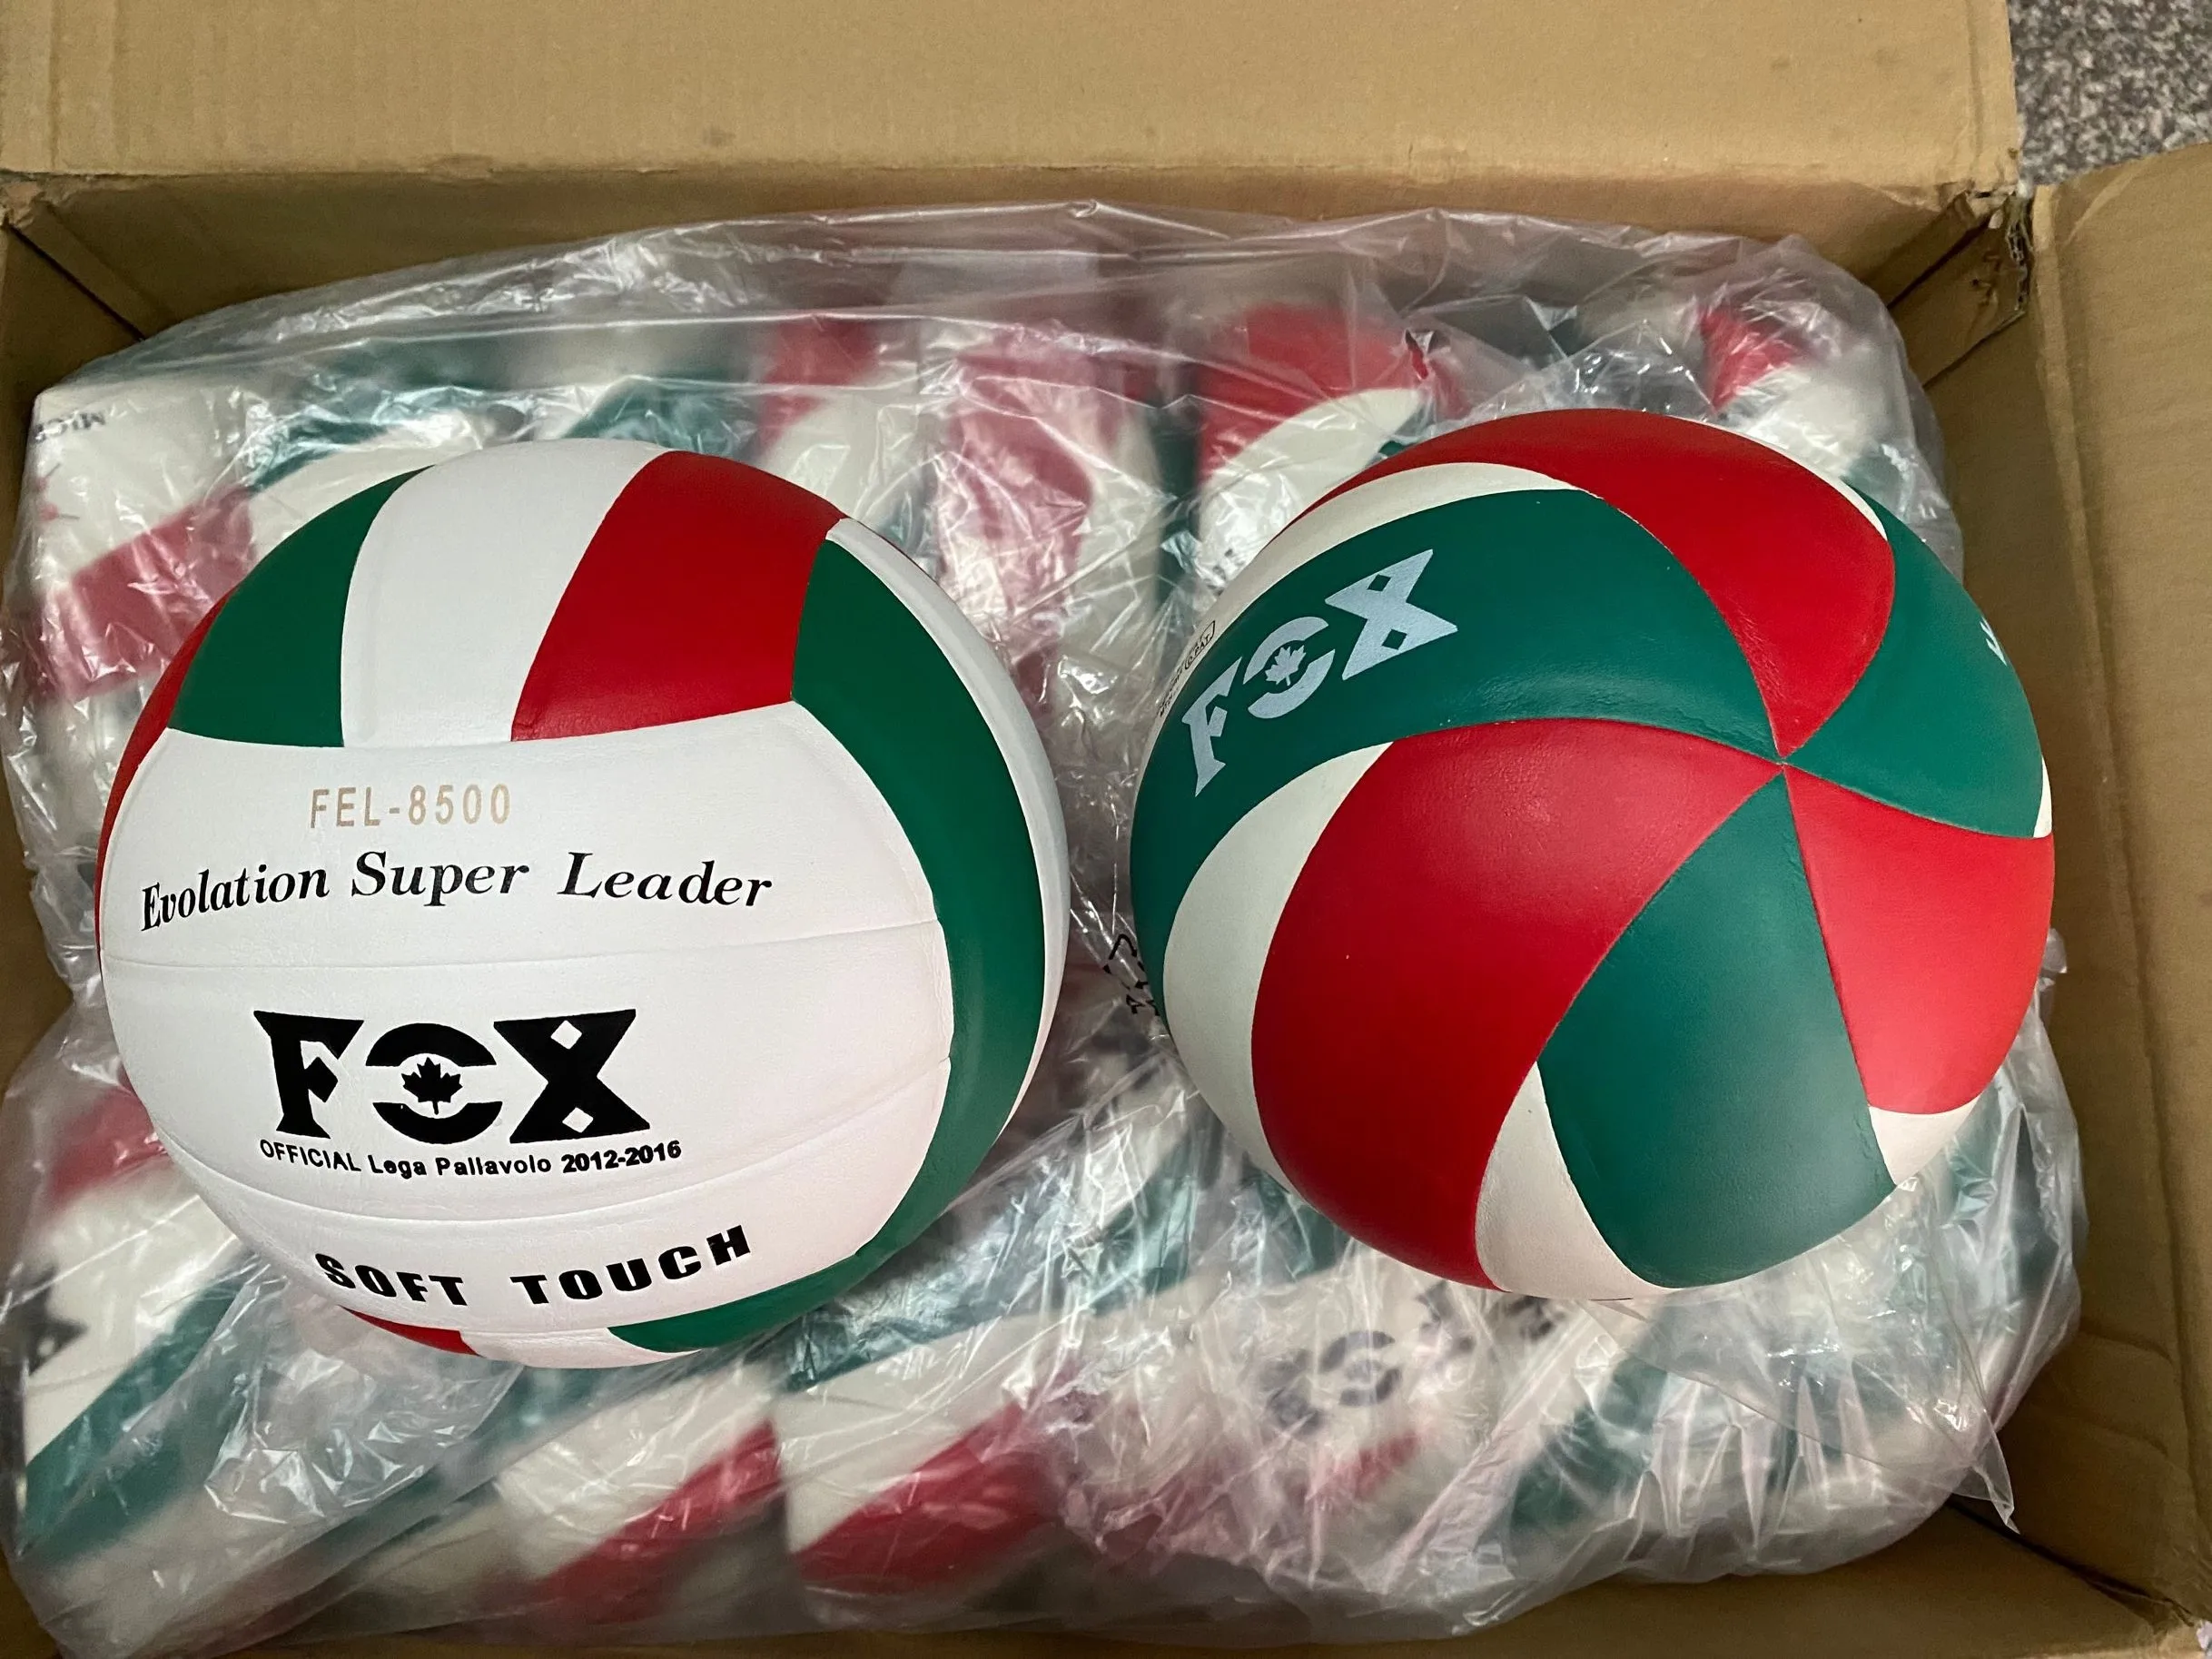 FEL-8500
Evolation Super Leader
FOX
OFFICIAL Lega Pallavolo 2012-2016
SOFT TOUCH
FOX